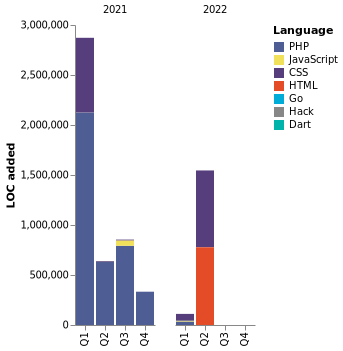 2021
2022
LOC added
3,000,000
2,500,000
2,000,000
1,500,000
1,000,000
500,000
0
Q1
Q2
Q3
Q4
Q1
Q2
Q3
Q4
Language
PHP
JavaScript
CSS
HTML
Go
Hack
Dart